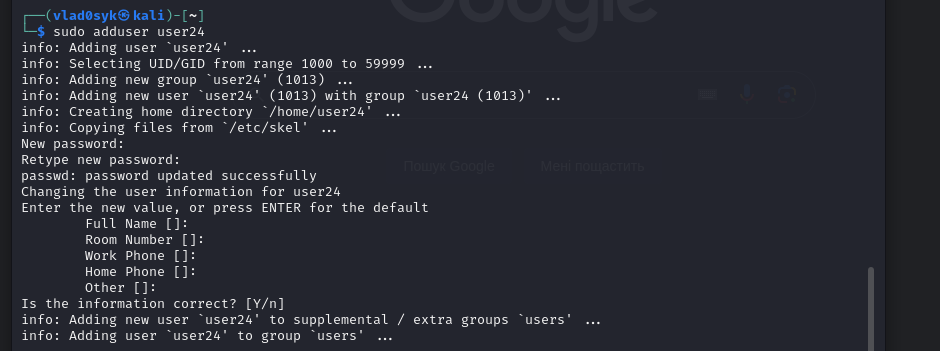 Google
┌──(vlad0syk㉿kali)-[~]
└─$ sudo adduser user24
info: Adding user `user24' ...
info: Selecting UID/GID from range 1000 to 59999 ...
info: Adding new group `user24' (1013) ...
info: Adding new user `user24' (1013) with group `user24 (1013)' ...
info: Creating home directory `/home/user24' ...
info: Copying files from `/etc/skel' ...
New password:
Retype new password:
passwd: password updated successfully
Changing the user information for user24
Enter the new value, or press ENTER for the default
Full Name []:
Room Number []:
Work Phone []:
Home Phone []:
Other []:
Is the information correct? [Y/n]
info: Adding new user `user24' to supplemental / extra groups `users' ...
info: Adding user `user24' to group `users' ...
Пошук Google
Мені пощастить